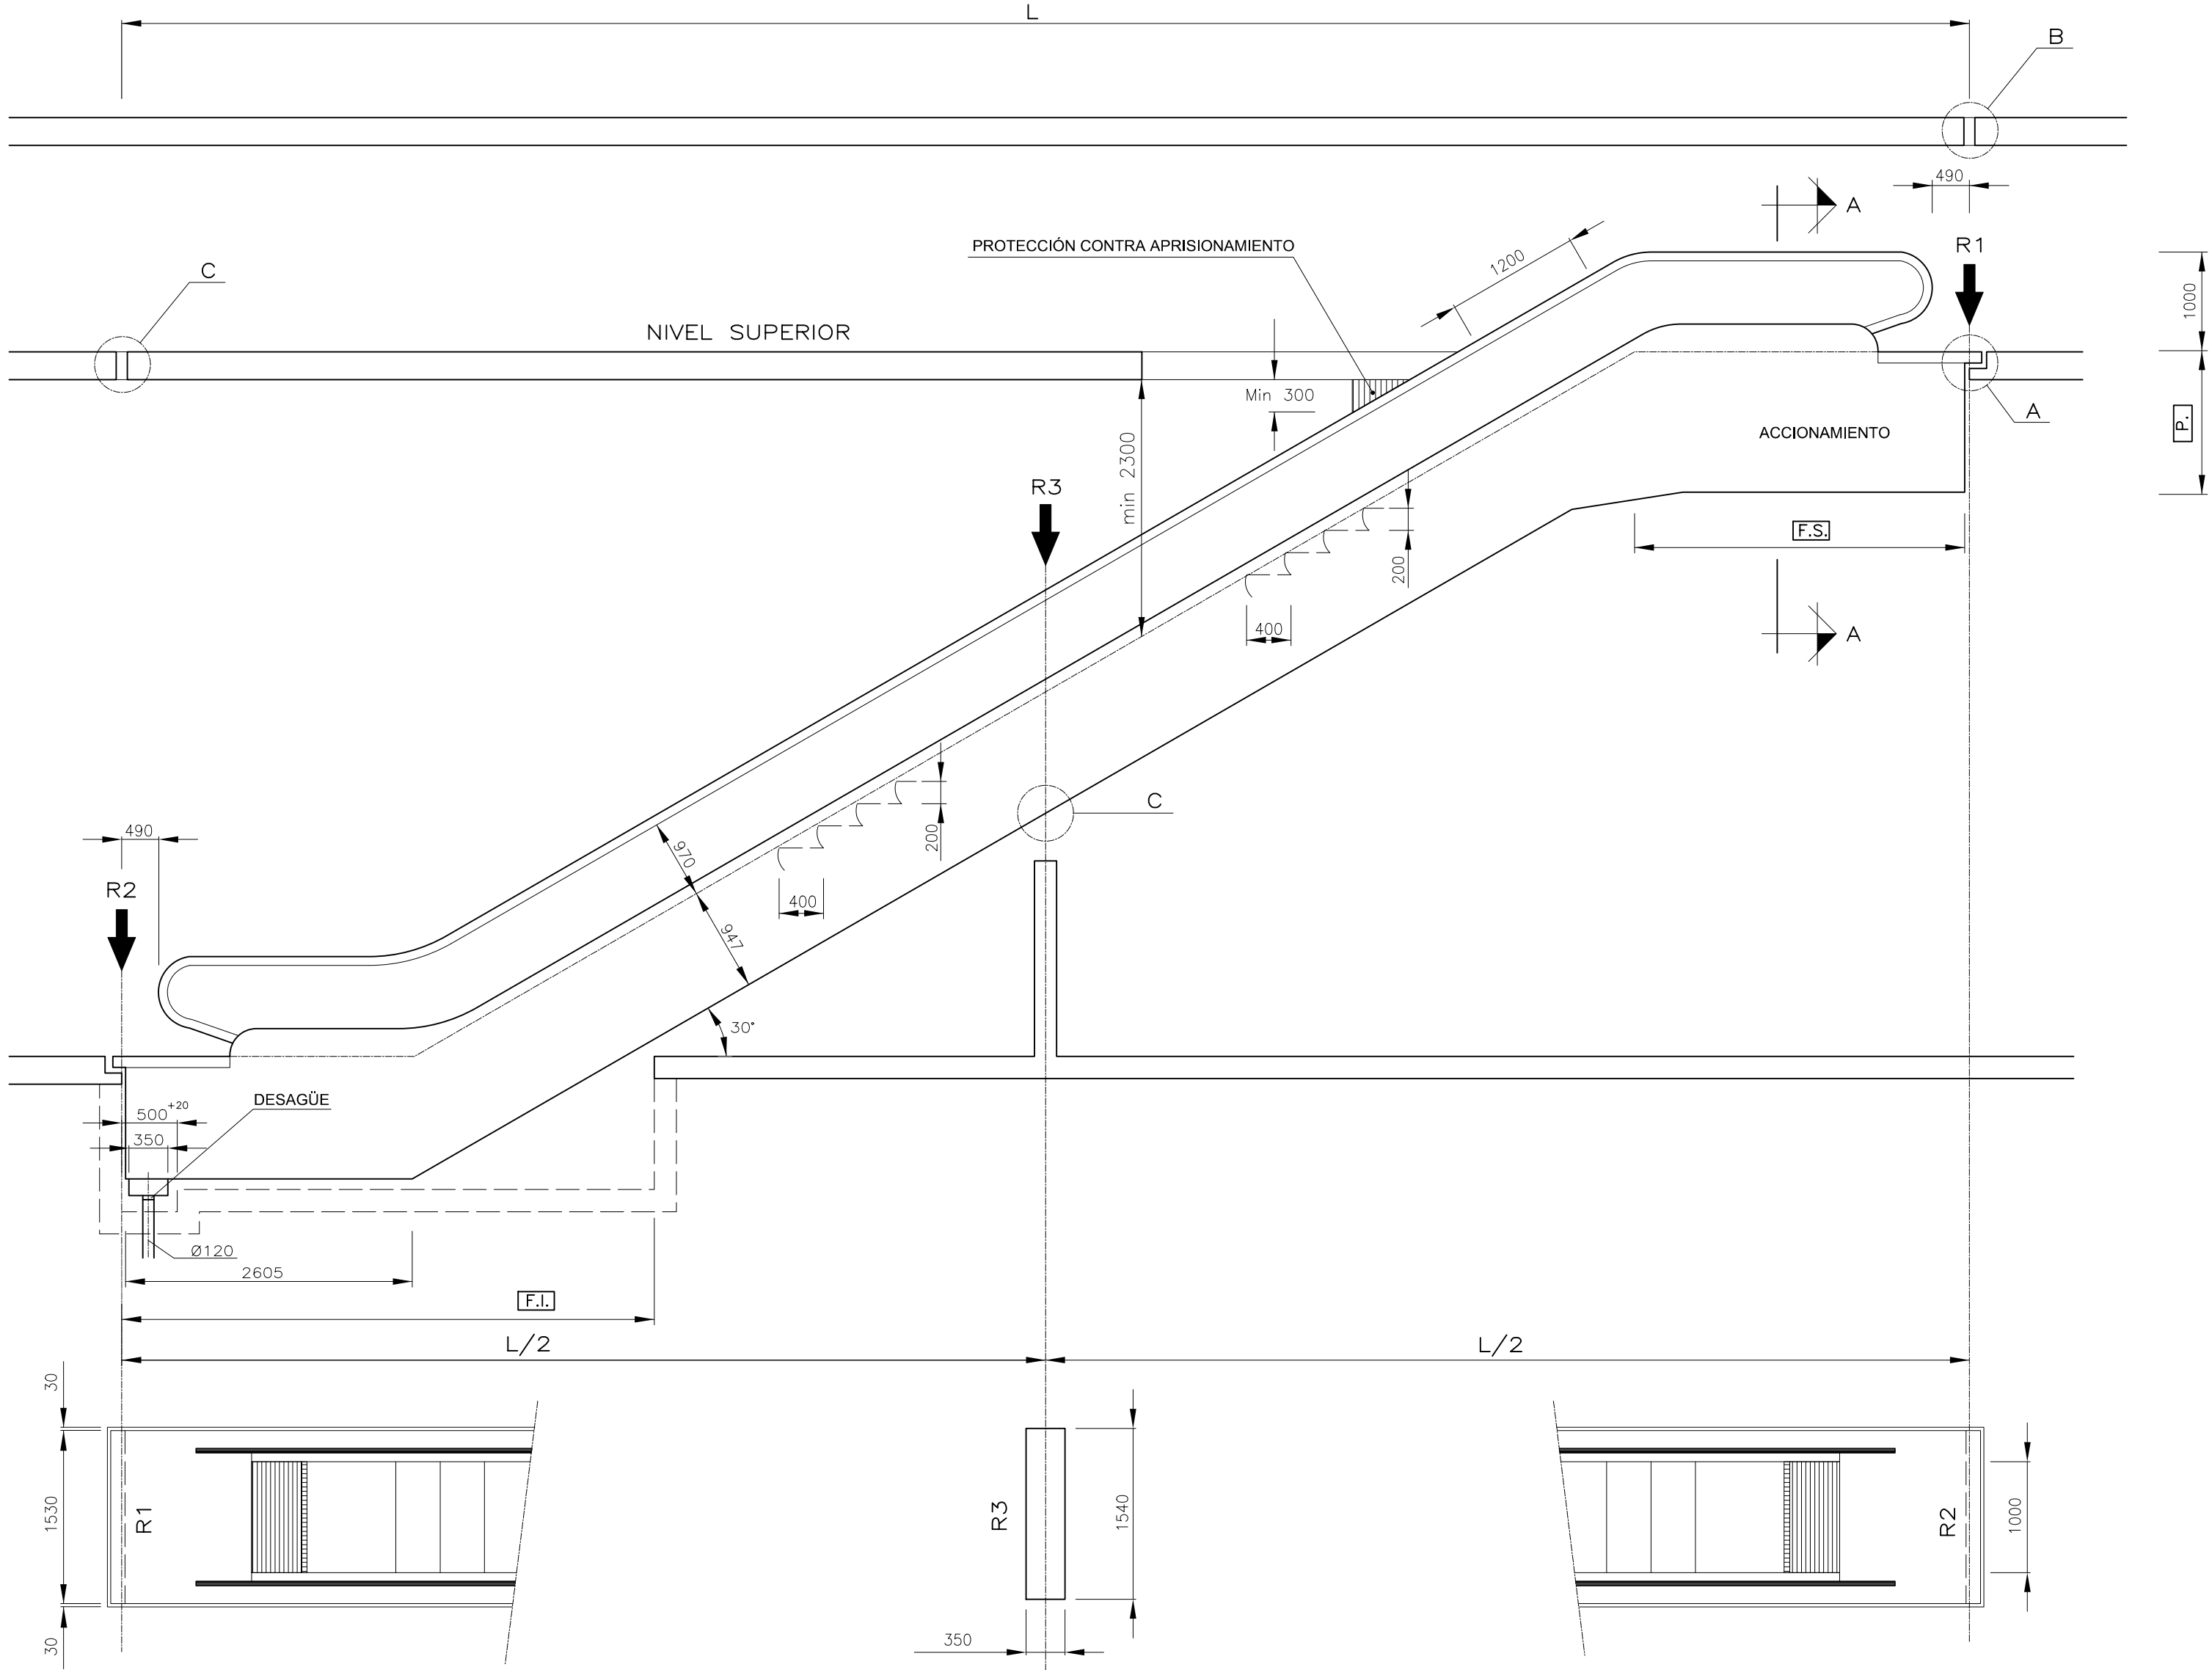 L
B
490
A
PROTECCIÓN CONTRA APRISIONAMIENTO
1200
R1
C
1000
NIVEL SUPERIOR
Min 300
A
P.
ACCIONAMIENTO
min 2300
R3
F.S.
200
400
A
C
490
200
970
R2
400
947
30°
DESAGÜE
500+20
350
Ø120
2605
F.I.
L/2
L/2
30
1530
R1
R3
1540
R2
1000
30
350